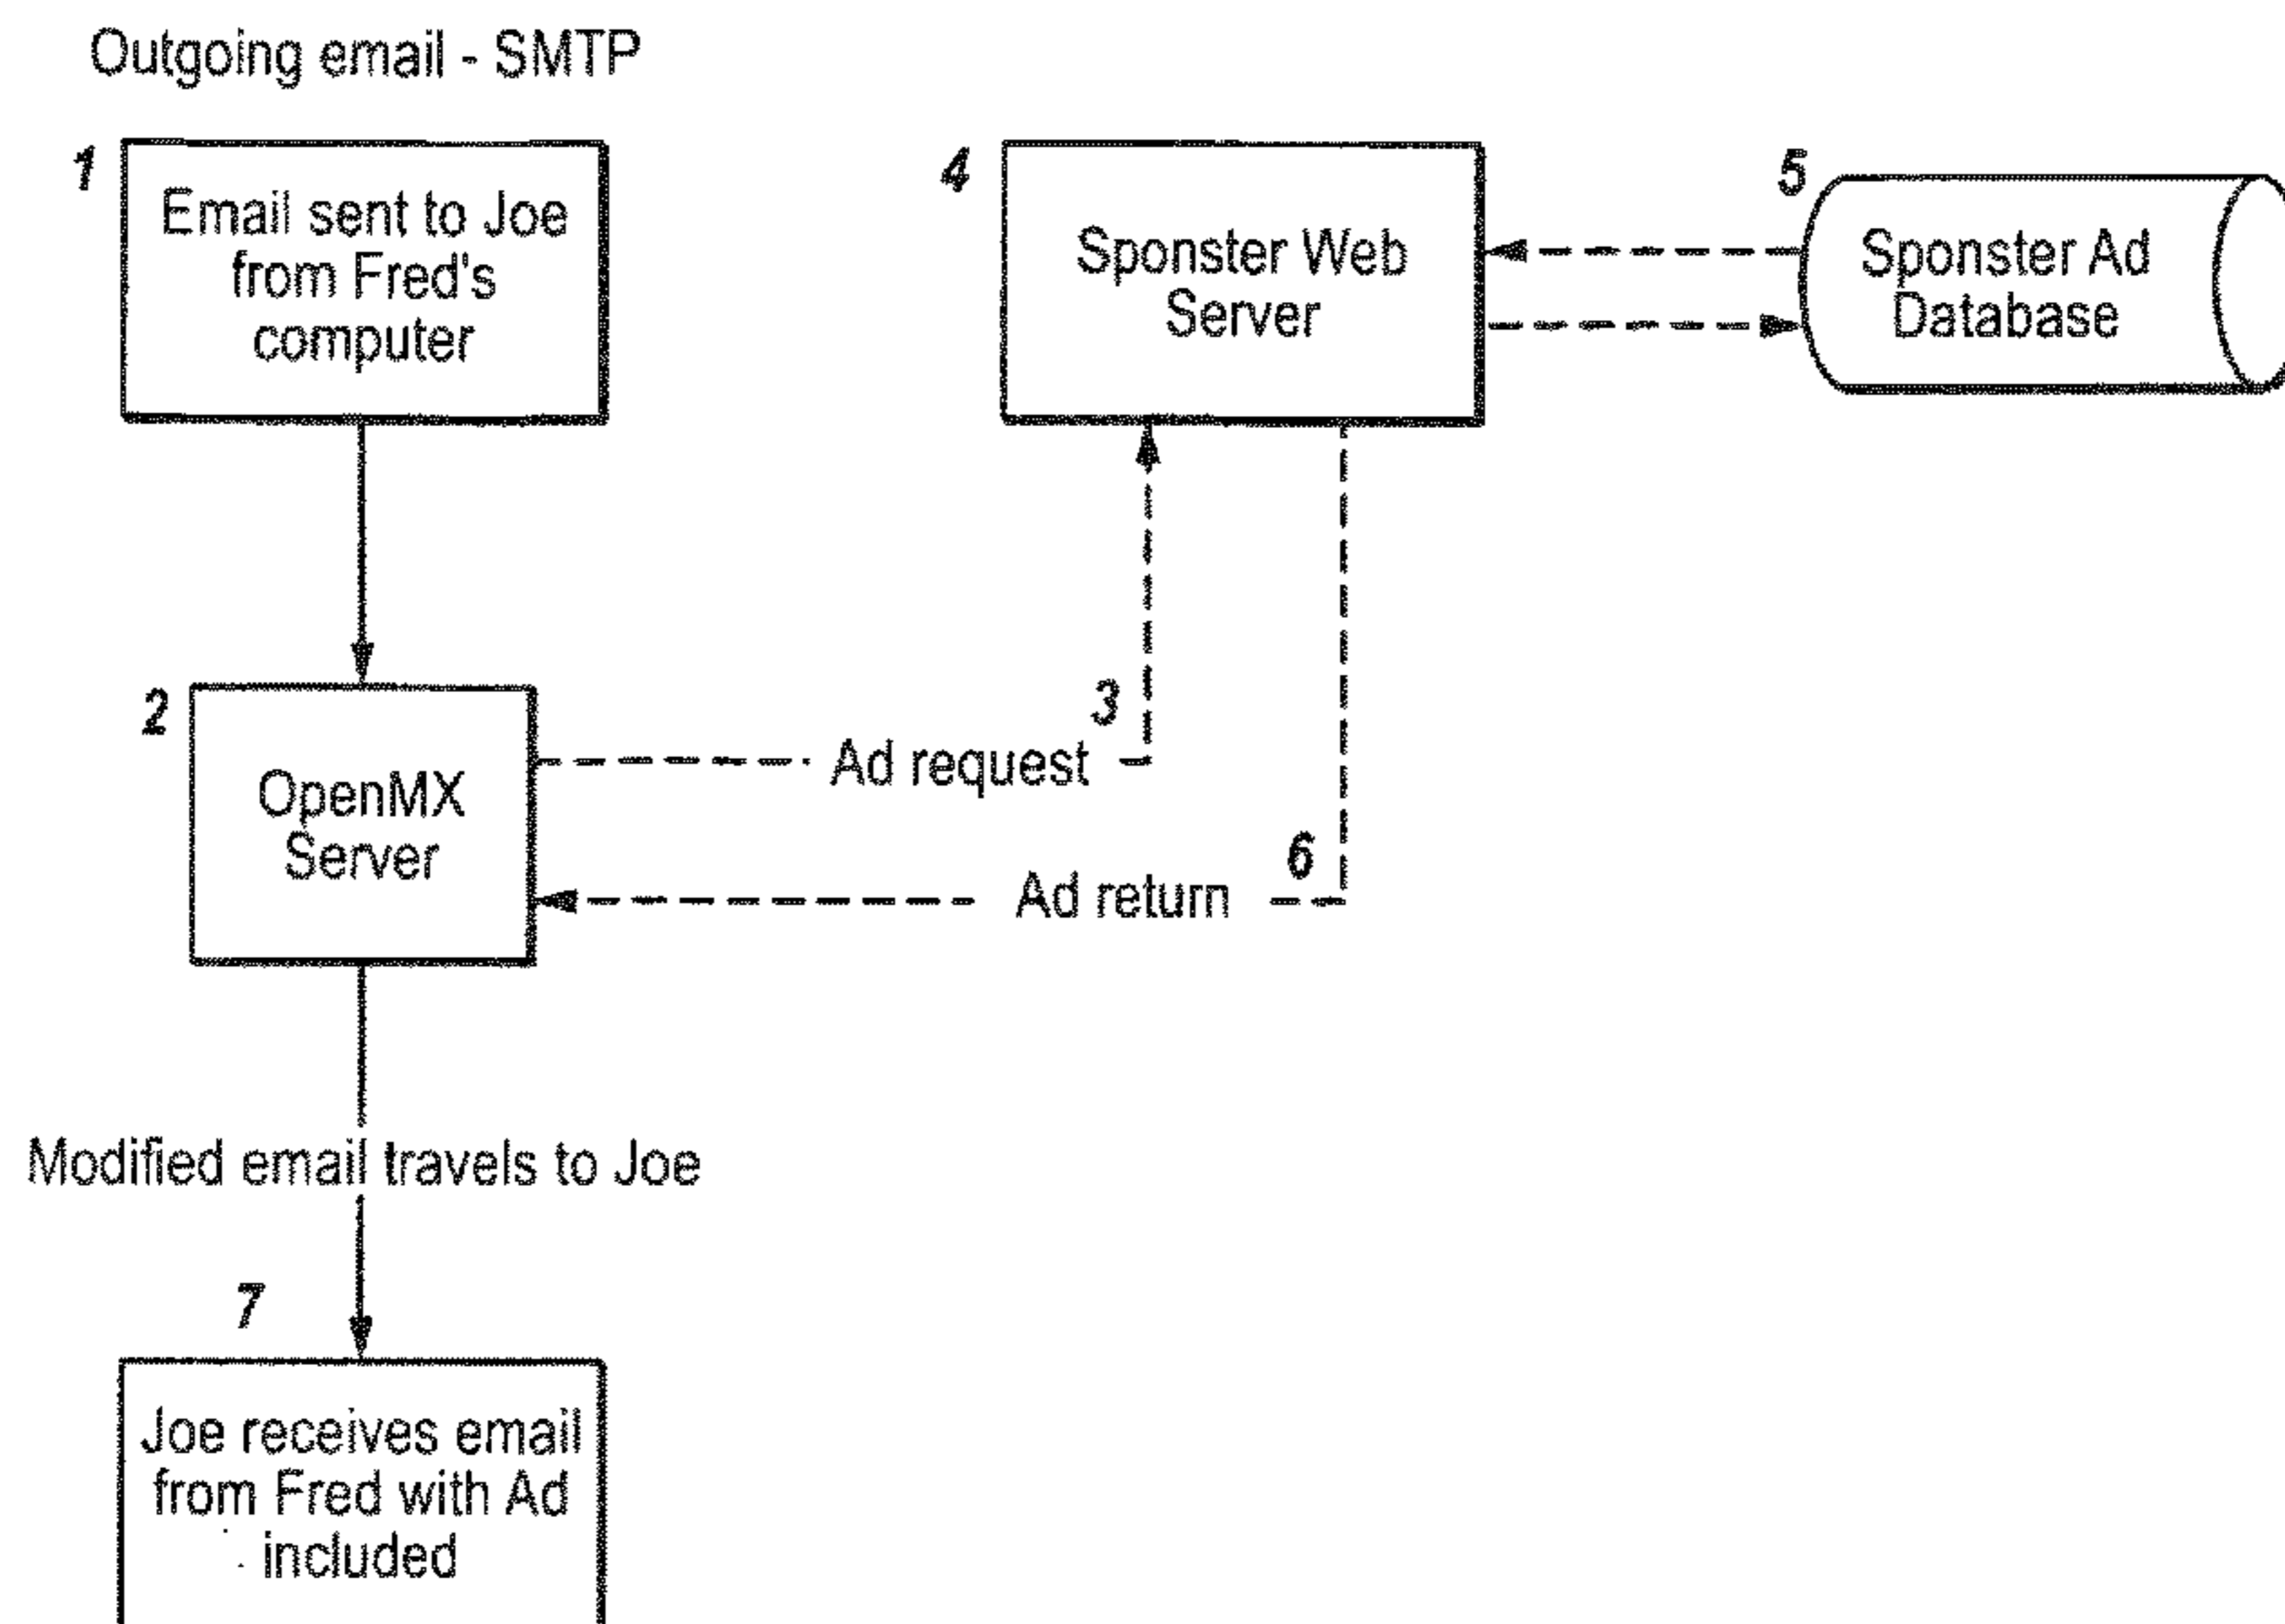 Outgoing email - SMTP
1
Email sent to Joe
from Fred's
computer
4
Sponster Web
Server
5
Sponster Ad
Database
2
OpenMX
Server
3
Ad request
6
Ad return
Modified email travels to Joe
7
Joe receives email
from Fred with Ad
included